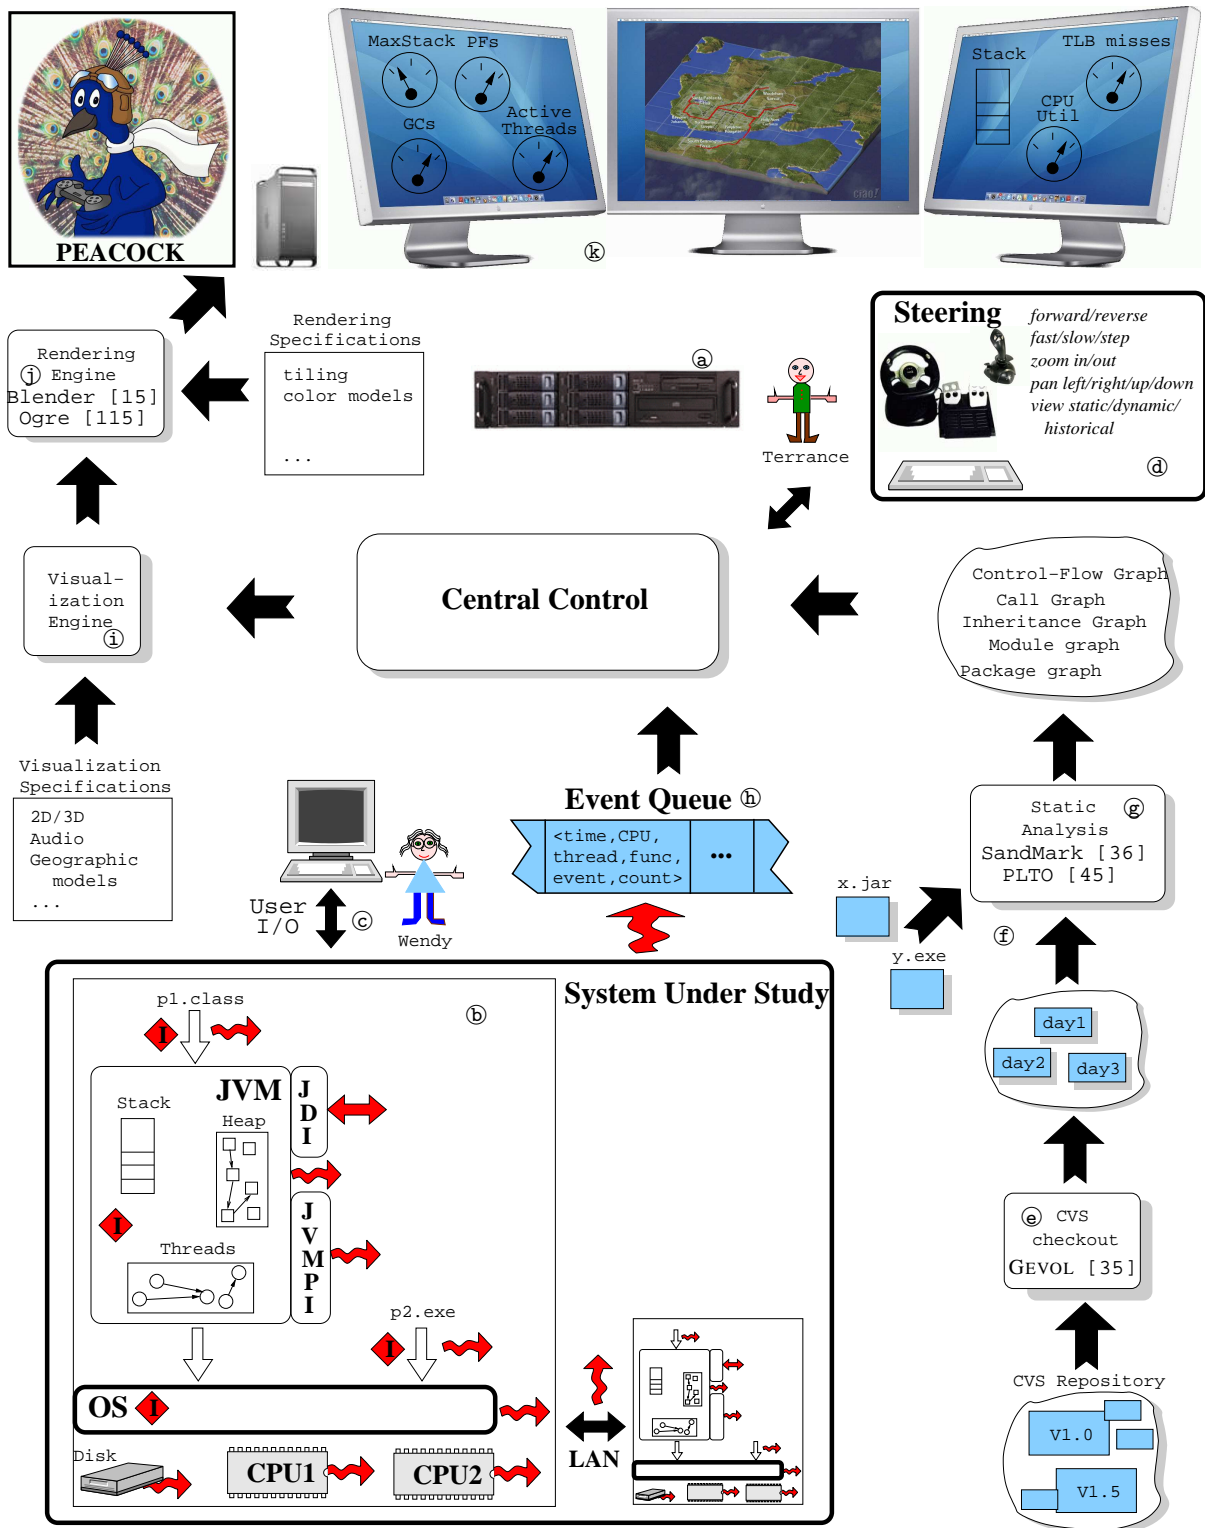 MaxStack PFs
GCs
Active
Threads
Stack
TLB misses
CPU
Util
PEACOCK
ⓚ
Rendering
Engine
ⓙ
Blender [15]
Ogre [115]
Rendering
Specifications
tiling
color models
...
ⓐ
Terrance
Steering
forward/reverse
fast/slow/step
zoom in/out
pan left/right/up/down
view static/dynamic/
historical
ⓓ
Visual-
ization
Engine
ⓘ
Central Control
Control-Flow Graph
Call Graph
Inheritance Graph
Module graph
Package graph
Visualization
Specifications
2D/3D
Audio
Geographic
models
...
User
I/O
ⓒ
Wendy
Event Queue ⓗ
<time,CPU,
thread,func,
event,count>
...
x.jar
y.exe
Static
ⓖ
Analysis
SandMark [36]
PLTO [45]
ⓕ
day1
day2
day3
ⓔ CVS
checkout
GEVOL [35]
CVS Repository
V1.0
V1.5
System Under Study
ⓑ
p1.class
I
JVM
Stack
Heap
I
Threads
JDI
JVMPI
p2.exe
I
OS
I
Disk
CPU1
CPU2
LAN